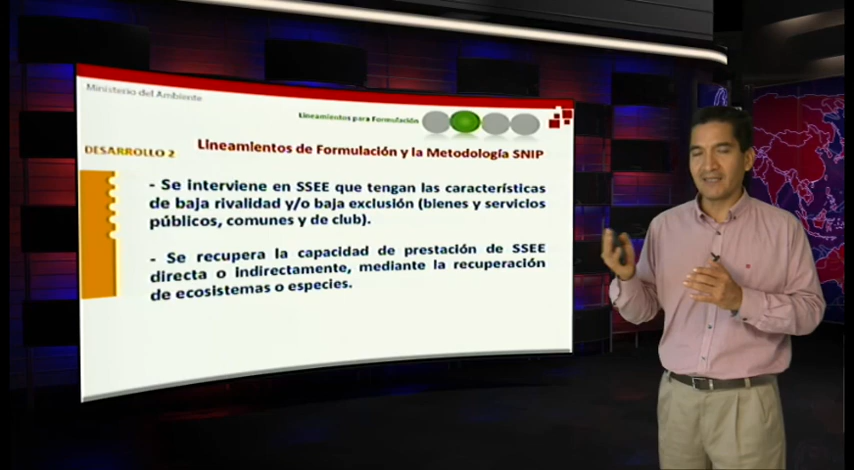 Ministerio del Ambiente
Lineamientos para Formulación
DESARROLLO 2
Lineamientos de Formulación y la Metodología SNIP
- Se interviene en SSEE que tengan las características
de baja rivalidad y/o baja exclusión (bienes y servicios
públicos, comunes y de club).
- Se recupera la capacidad de prestación de SSEE
directa o indirectamente, mediante la recuperación
de ecosistemas o especies.